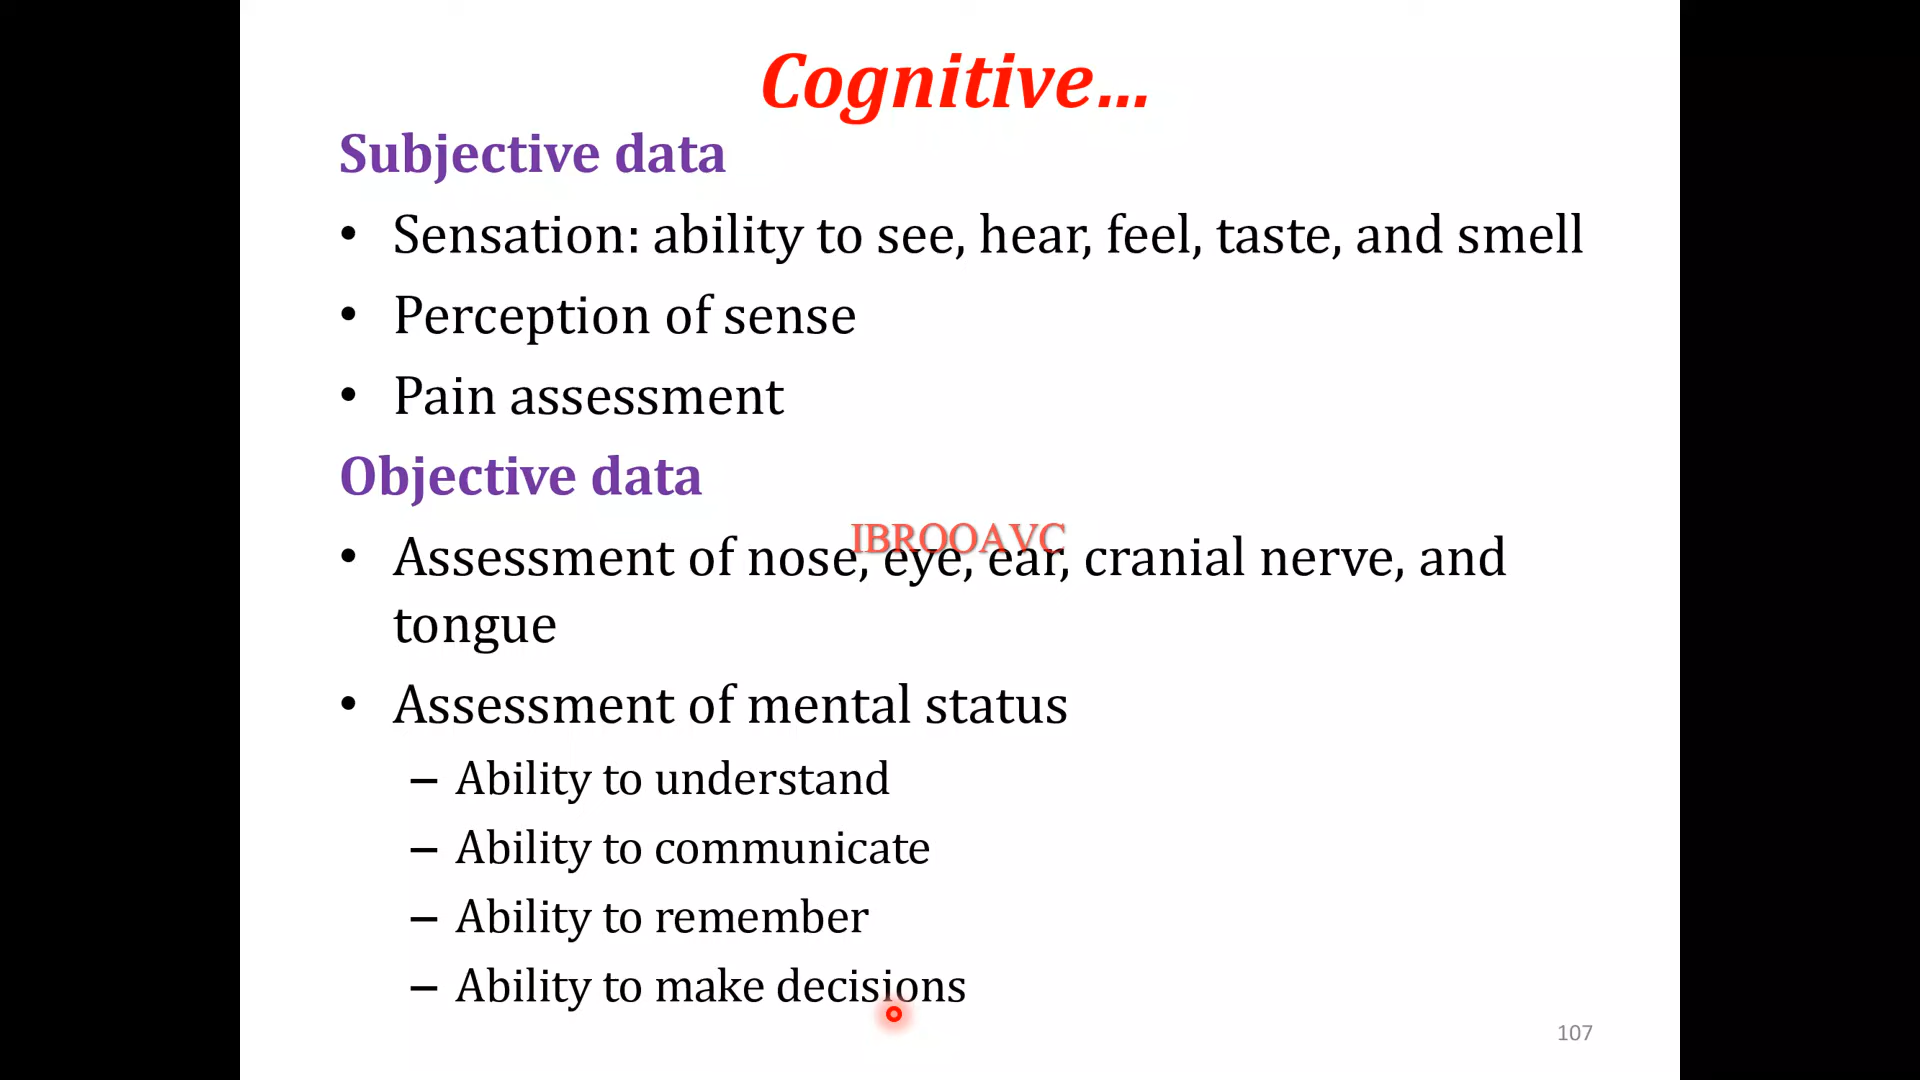 Cognitive...
Subjective data
• Sensation: ability to see, hear, feel, taste, and smell
• Perception of sense
• Pain assessment
Objective data
IBROOAVC
• Assessment of nose, eye, ear, cranial nerve, and
tongue
• Assessment of mental status
– Ability to understand
– Ability to communicate
– Ability to remember
– Ability to make decisions
107